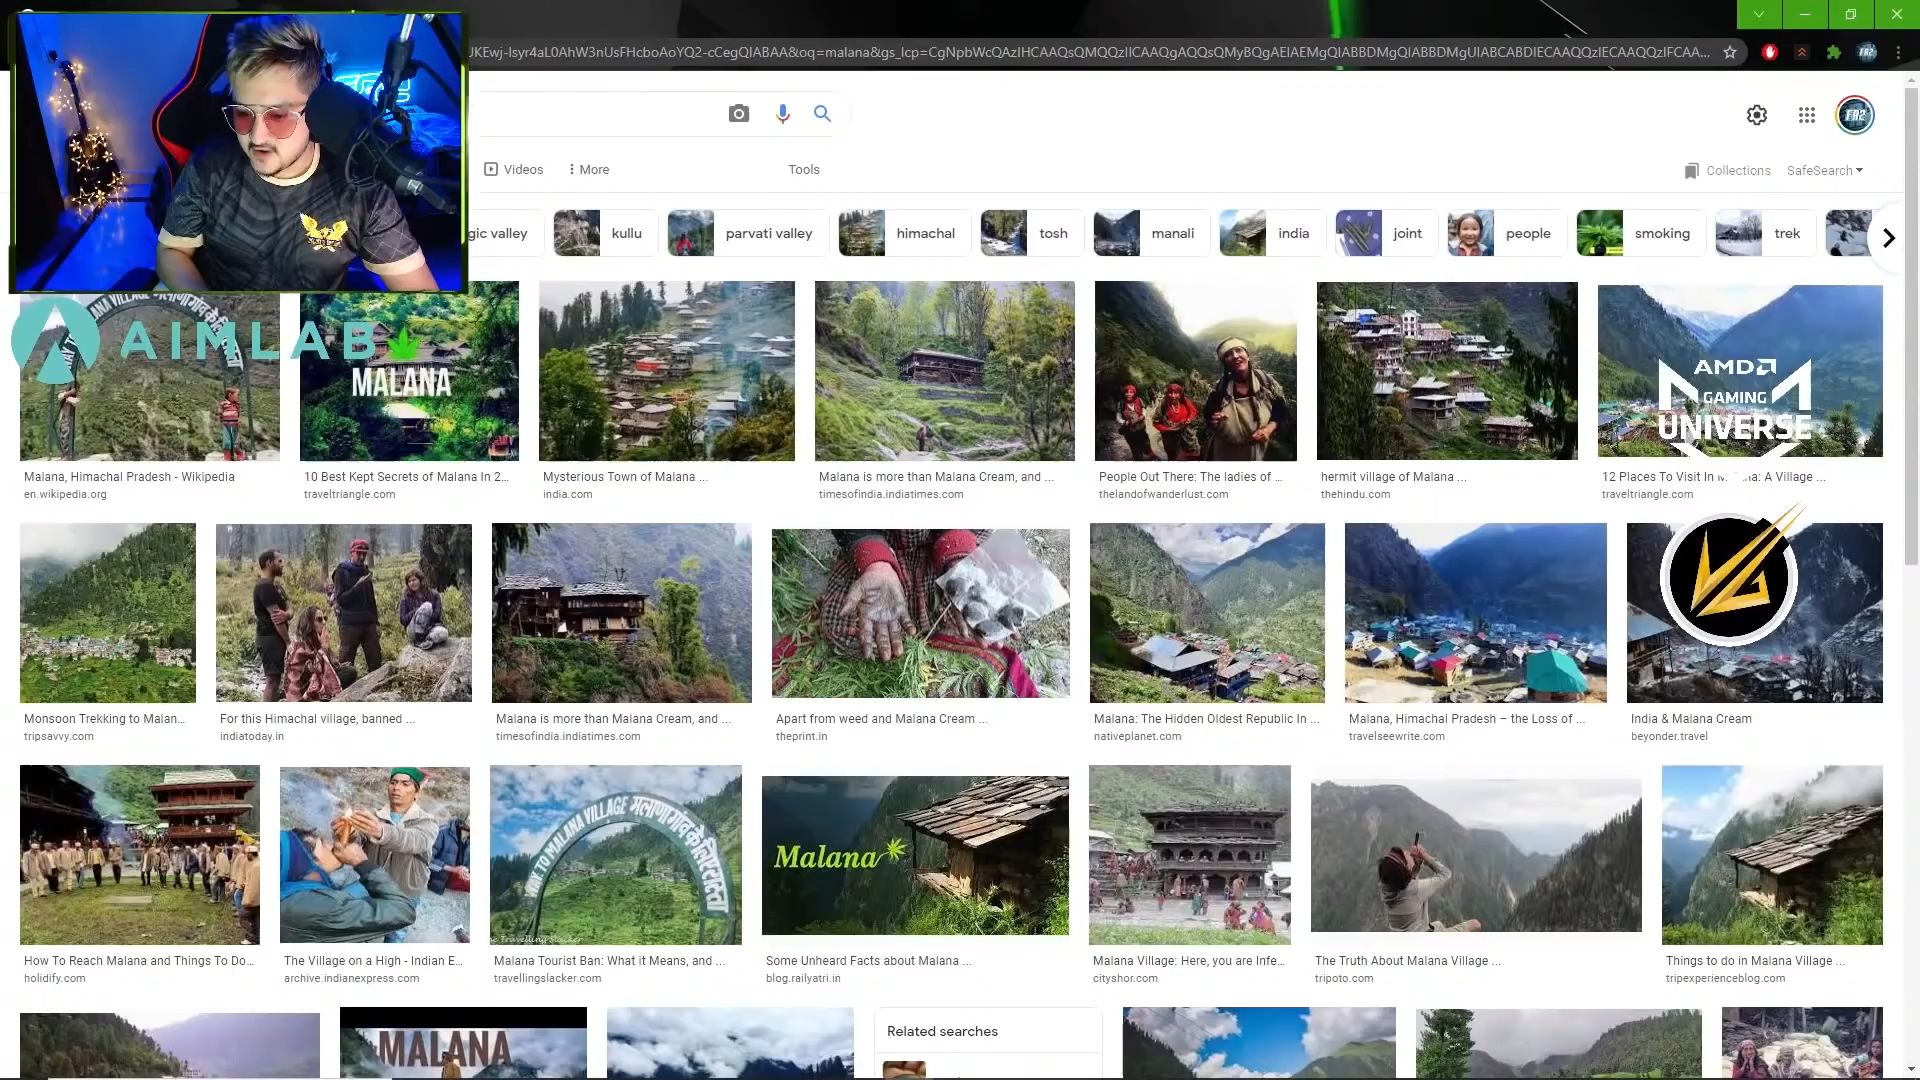 JKEwj-lsyr4aL0AhW3nUsFHcboAoYQ2-cCegQIABAA&oq=malana&gs_lcp=CgNpbWcQAzIHCAAQsQMQQzIICAAQgAQQsQMyBQgAEIAEMgQIABBDMgQIABBDMgUIABCABDIECAAQQzIECAAQQzIFCAA...
FA2
Videos
More
Tools
Collections
SafeSearch
gic valley
kullu
parvati valley
himachal
tosh
manali
india
joint
people
smoking
trek
AIMLAB
MALANA
AMD
GAMING
UNIVERSE
Malana, Himachal Pradesh - Wikipedia
en.wikipedia.org
10 Best Kept Secrets of Malana In 2...
traveltriangle.com
Mysterious Town of Malana ...
india.com
Malana is more than Malana Cream, and ...
timesofindia.indiatimes.com
People Out There: The ladies of ...
thelandofwanderlust.com
hermit village of Malana ...
thehindu.com
12 Places To Visit In : A Village ...
traveltriangle.com
Monsoon Trekking to Malan...
tripsavvy.com
For this Himachal village, banned ...
indiatoday.in
Malana is more than Malana Cream, and ...
timesofindia.indiatimes.com
Apart from weed and Malana Cream ...
theprint.in
Malana: The Hidden Oldest Republic In ...
nativeplanet.com
Malana, Himachal Pradesh – the Loss of ...
travelseewrite.com
India & Malana Cream
beyonder.travel
MALANA VILLAGE
Malana
How To Reach Malana and Things To Do...
holidify.com
The Village on a High - Indian E...
archive.indianexpress.com
Malana Tourist Ban: What it Means, and ...
travellingslacker.com
Some Unheard Facts about Malana ...
blog.railyatri.in
Malana Village: Here, you are Infe...
cityshor.com
The Truth About Malana Village ...
tripoto.com
Things to do in Malana Village ...
tripexperienceblog.com
MALANA
Related searches